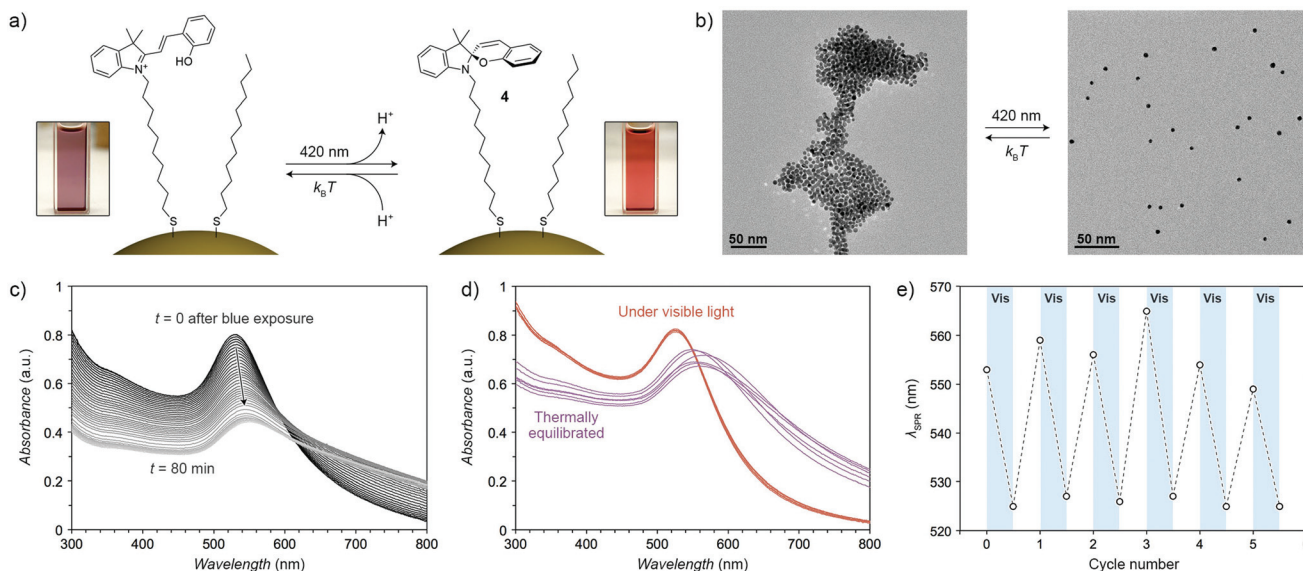 a)
HO
N+
S
S
420 nm
kBT
H+
H+
N
O
4
S
S
b)
50 nm
420 nm
kBT
50 nm
c)
Absorbance (a.u.)
1
0.8
0.6
0.4
0.2
0
t = 0 after blue exposure
t = 80 min
300 400 500 600 700 800
Wavelength (nm)
d)
Absorbance (a.u.)
1
0.8
0.6
0.4
0.2
0
Under visible light
Thermally
equilibrated
300 400 500 600 700 800
Wavelength (nm)
e)
λSPR (nm)
570
560
550
540
530
520
Vis Vis Vis Vis Vis Vis
0 1 2 3 4 5
Cycle number